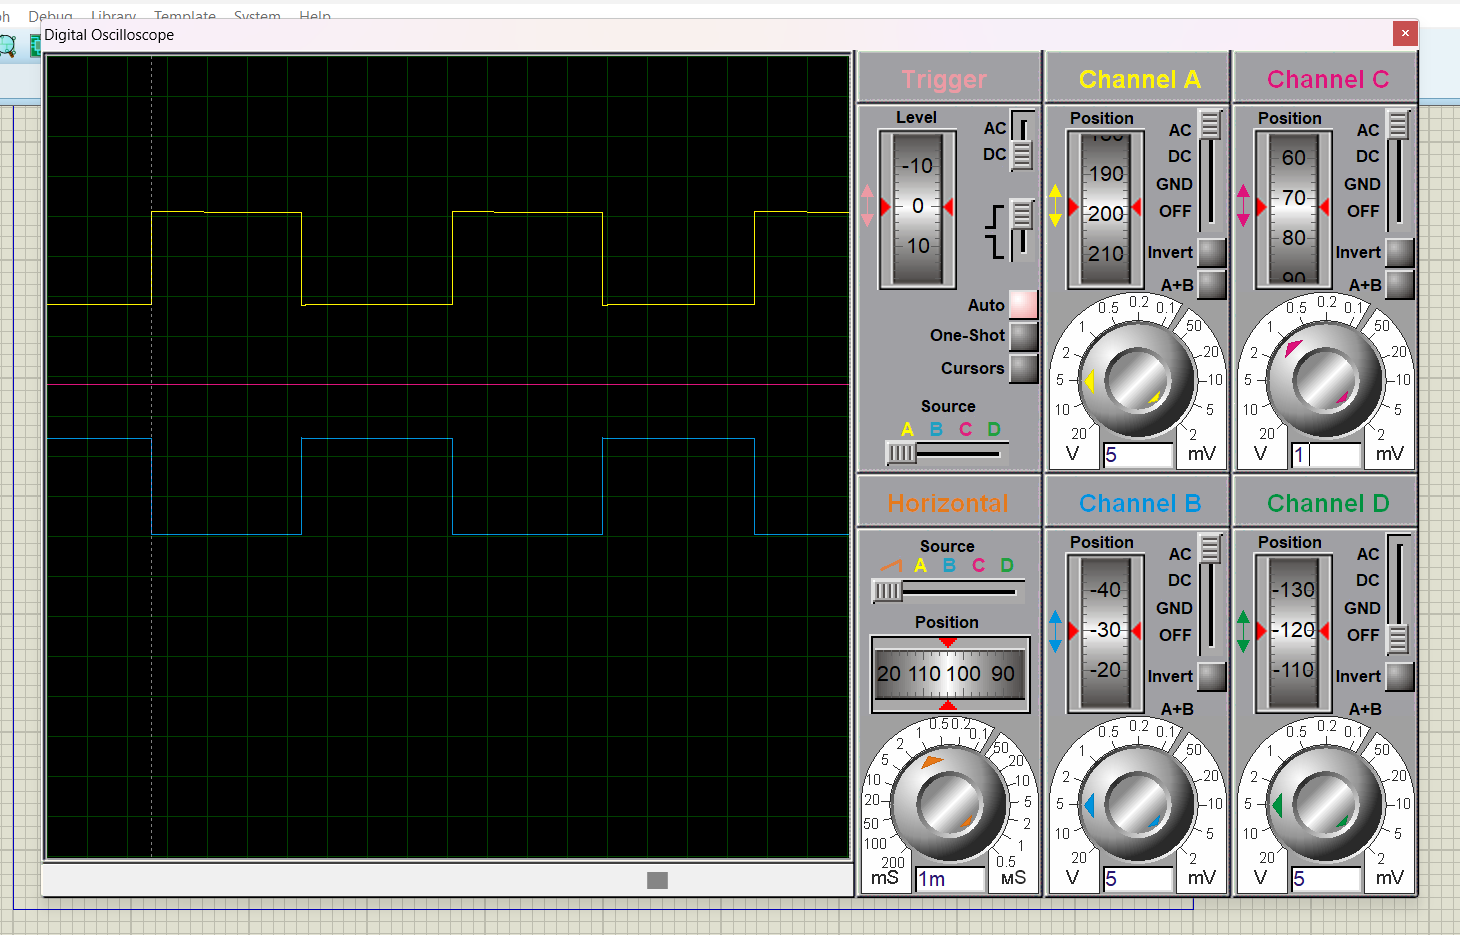 ph Debug Library Template System Help
Digital Oscilloscope ×
Trigger
Level
AC
DC
-10
0
10
Auto
One-Shot
Cursors
Source
A B C D
Channel A
Position
AC
DC
GND
OFF
190
200
210
Invert
A+B
20 10 5 2 1 0.5 0.2 0.1 50 20 10 5 2
V 5 mV
Channel C
Position
AC
DC
GND
OFF
60
70
80
90
Invert
A+B
20 10 5 2 1 0.5 0.2 0.1 50 20 10 5 2
V 1 mV
Horizontal
Source
A B C D
Position
20 110 100 90
200 100 50 20 10 5 2 1 0.5 0.2 0.1 50 20 10 5 2 1 0.5
mS 1m мS
Channel B
Position
AC
DC
GND
OFF
-40
-30
-20
Invert
A+B
20 10 5 2 1 0.5 0.2 0.1 50 20 10 5 2
V 5 mV
Channel D
Position
AC
DC
GND
OFF
-130
-120
-110
Invert
A+B
20 10 5 2 1 0.5 0.2 0.1 50 20 10 5 2
V 5 mV